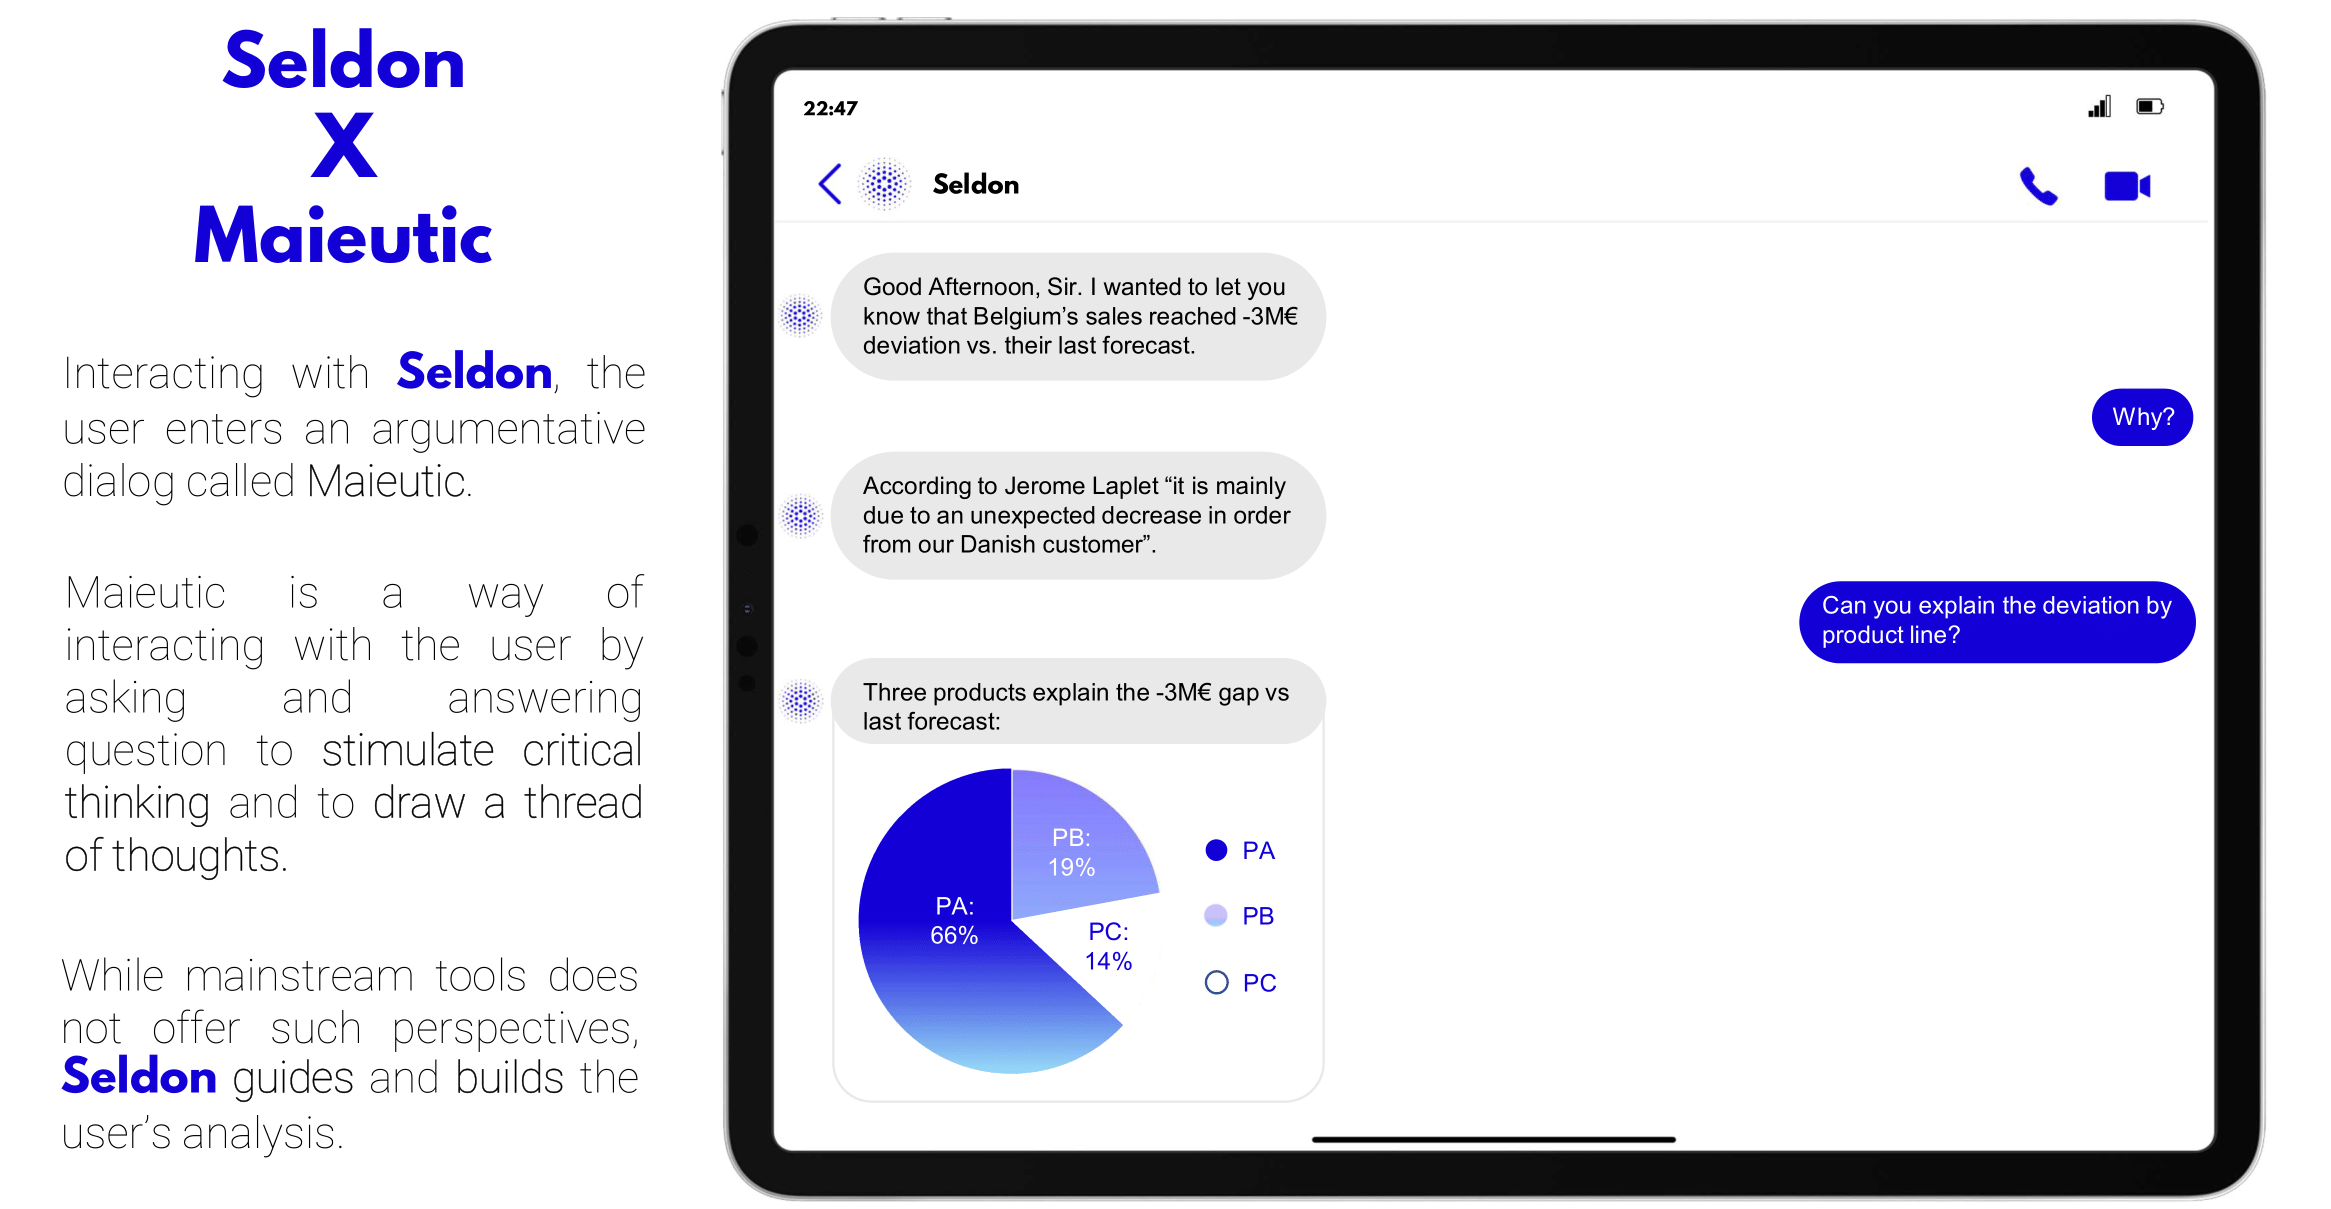 Seldon
X
Maieutic
Interacting with Seldon, the
user enters an argumentative
dialog called Maieutic.
Maieutic is a way of
interacting with the user by
asking and answering
question to stimulate critical
thinking and to draw a thread
of thoughts.
While mainstream tools does
not offer such perspectives,
Seldon guides and builds the
user's analysis.
22:47
Seldon
Good Afternoon, Sir. I wanted to let you
know that Belgium's sales reached -3M€
deviation vs. their last forecast.
Why?
According to Jerome Laplet “it is mainly
due to an unexpected decrease in order
from our Danish customer”.
Can you explain the deviation by
product line?
Three products explain the -3M€ gap vs
last forecast:
PB:
19%
PA:
66%
PC:
14%
PA
PB
PC